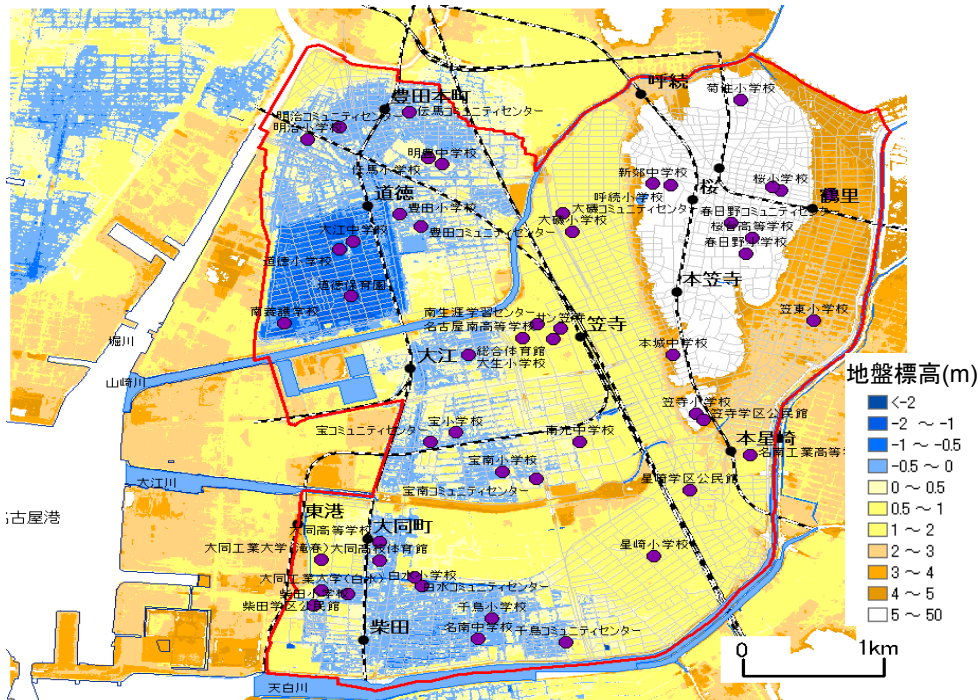 呼続
菊住小学校
豊田本町
伝馬コミュニティセンター
明治コミュニティセンター
明治小学校
明豊中学校
伝馬小学校
新郊中学校
桜
桜小学校
鶴里
道徳
豊田小学校
呼続小学校
大磯コミュニティセンター
春日野コミュニティセンタ
豊田コミュニティセンター
大磯小学校
桜台高等学校
大江中学校
春日野小学校
道徳小学校
道徳保育園
本笠寺
南養護学校
南生涯学習センター
サン笠寺
笠寺
笠東小学校
名古屋南高等学校
堀川
大江
総合体育館
大生小学校
本城中学校
山崎川
地盤標高(m)
<-2
-2 ~ -1
-1 ~ -0.5
-0.5 ~ 0
0 ~ 0.5
0.5 ~ 1
1 ~ 2
2 ~ 3
3 ~ 4
4 ~ 5
5 ~ 50
笠寺小学校
笠寺学区公民館
宝小学校
宝コミュニティセンター
南光中学校
本星崎
名南工業高等学
宝南小学校
大江川
宝南コミュニティセンター
星崎学区公民館
東港
古屋港
大同高等学校
大同町
大同工業大学(滝春)
大同高校体育館
星崎小学校
大同工業大学(白水)
白水小学校
白水コミュニティセンター
柴田小学校
柴田学区公民館
千鳥小学校
柴田
名南中学校
千鳥コミュニティセンター
天白川
0
1km